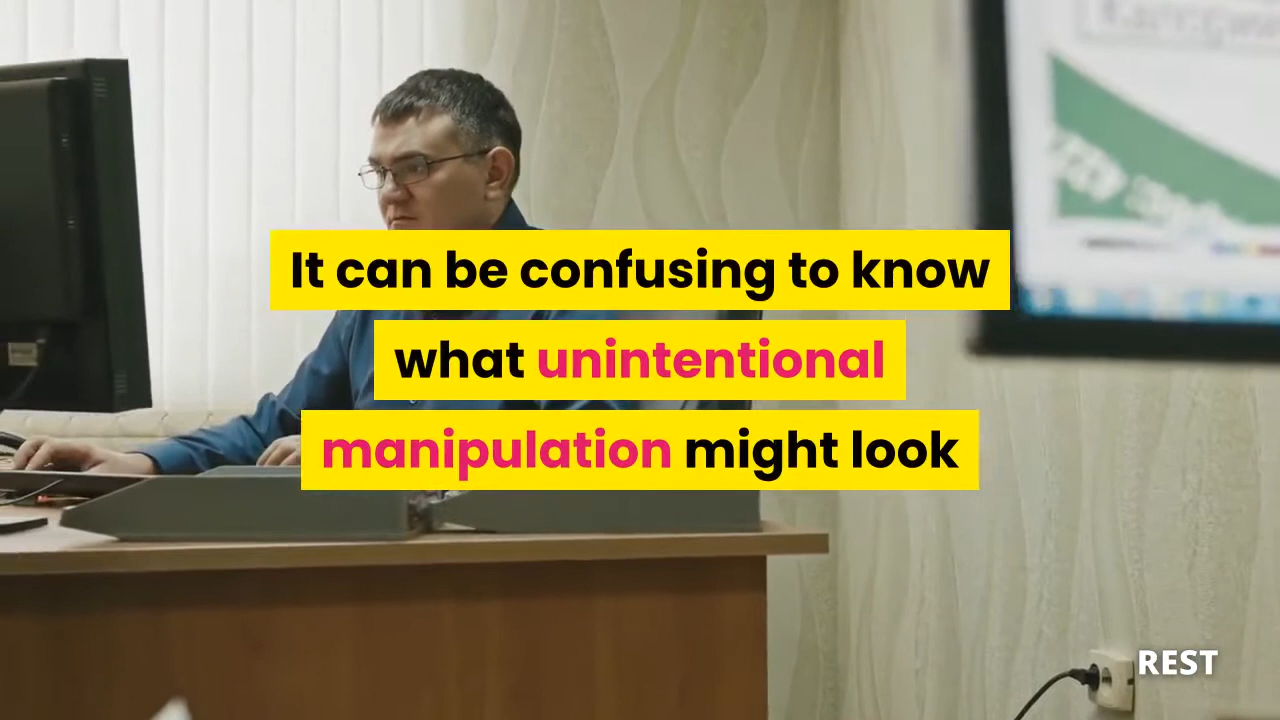 It can be confusing to know
what unintentional
manipulation might look
REST